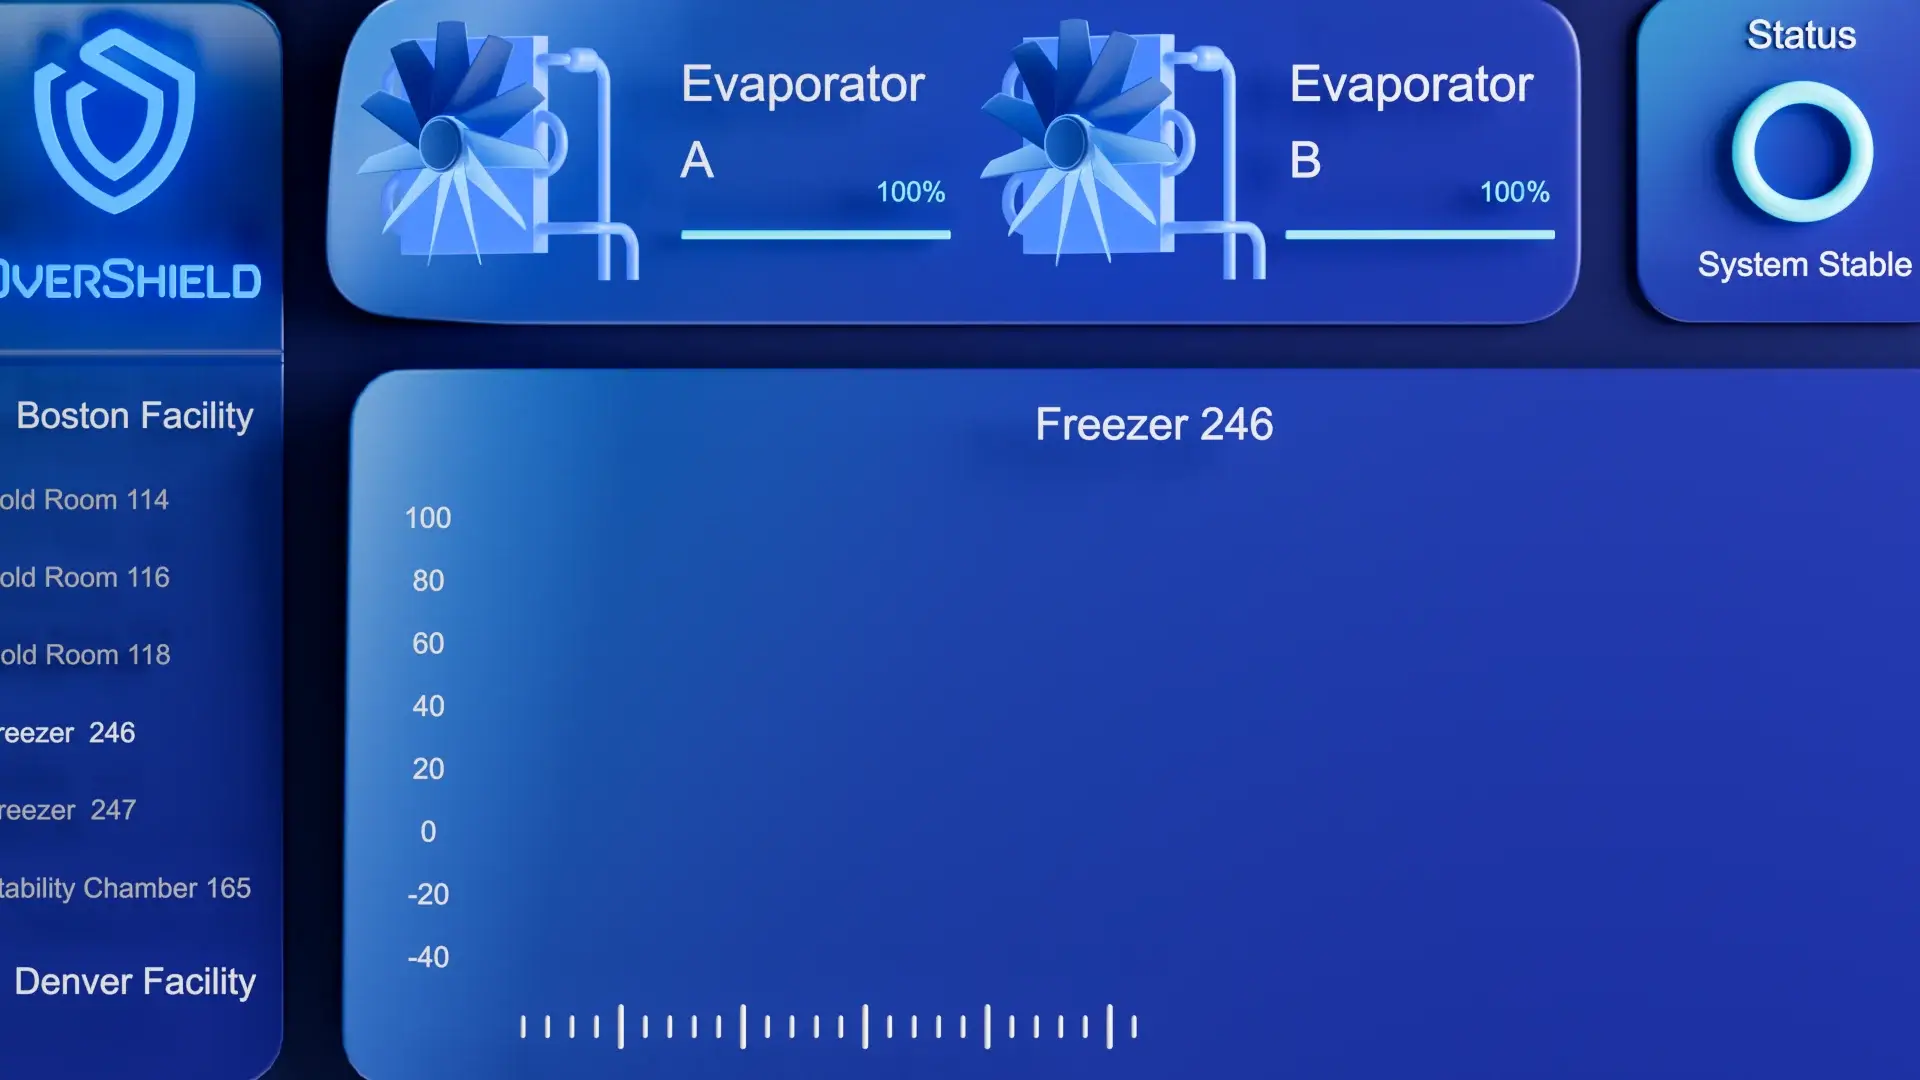 OVERSHIELD
Boston Facility
old Room 114
old Room 116
old Room 118
reezer 246
reezer 247
tability Chamber 165
Denver Facility
Evaporator
A
100%
Evaporator
B
100%
Status
System Stable
Freezer 246
100
80
60
40
20
0
-20
-40